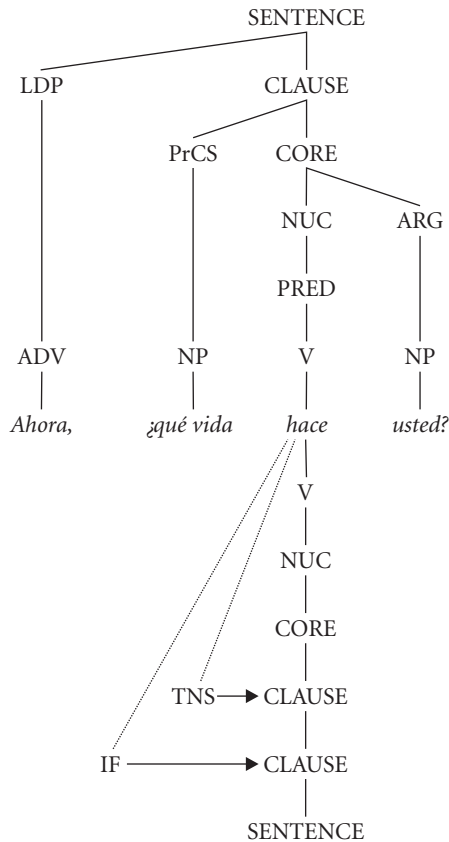 SENTENCE
LDP CLAUSE
PrCS CORE
NUC ARG
PRED
ADV NP V NP
Ahora, ¿qué vida hace usted?
V
NUC
CORE
TNS CLAUSE
IF CLAUSE
SENTENCE